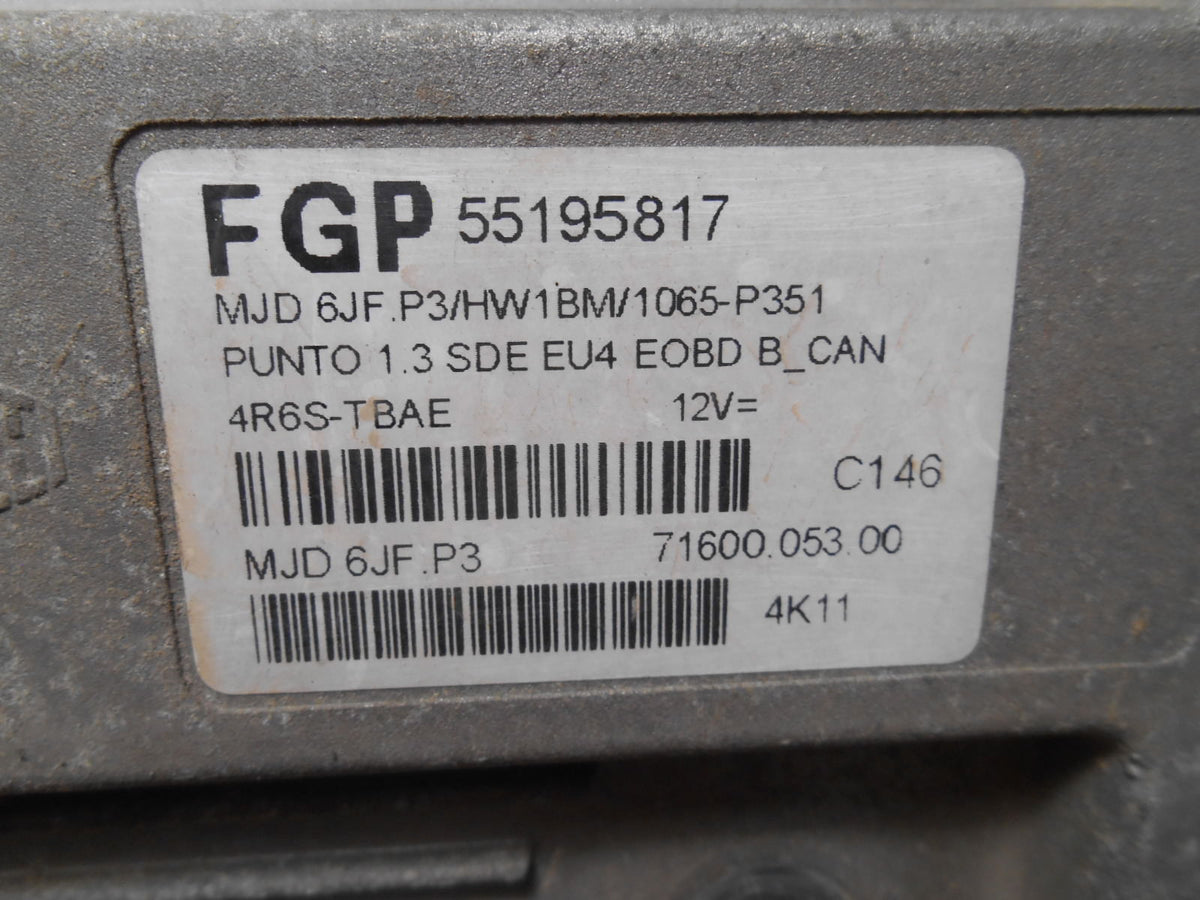 FGP 55195817
MJD 6JF.P3/HW1BM/1065-P351
PUNTO 1.3 SDE EU4 EOBD B_CAN
4R6S-TBAE 12V=
C146
MJD 6JF.P3 71600.053.00
4K11